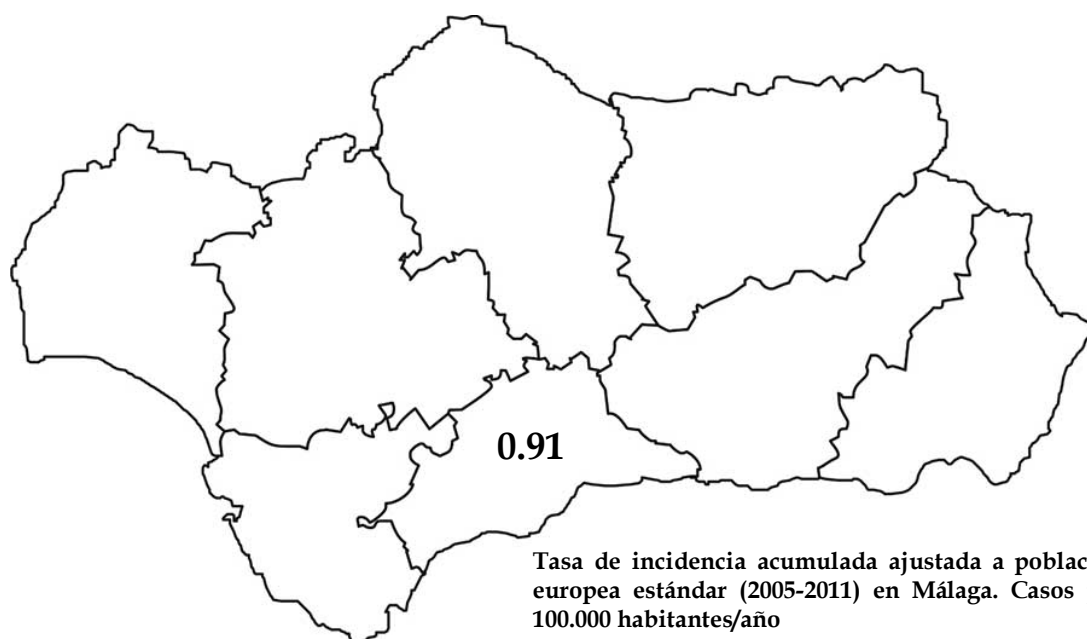 0.91
Tasa de incidencia acumulada ajustada a poblac
europea estándar (2005-2011) en Málaga. Casos
100.000 habitantes/año